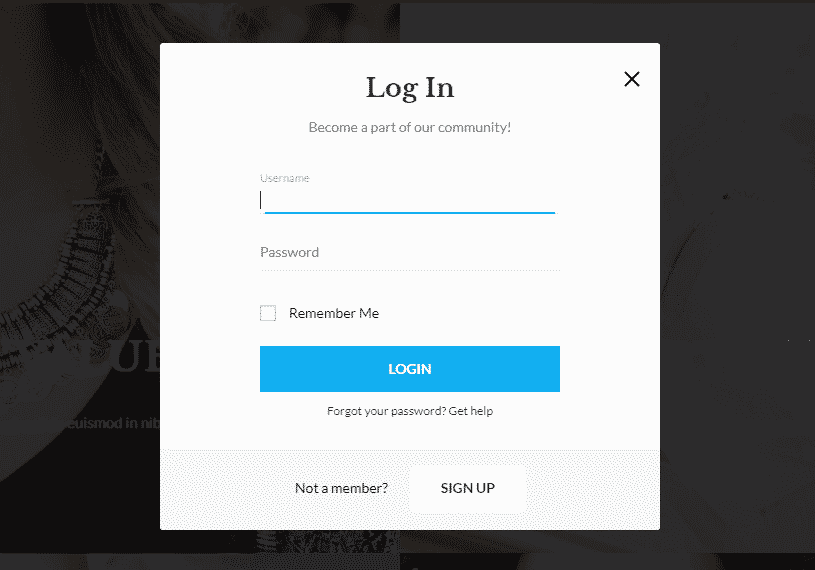 Log In
Become a part of our community!
Username
Password
Remember Me
LOGIN
Forgot your password? Get help
Not a member? SIGN UP
euismod in nib